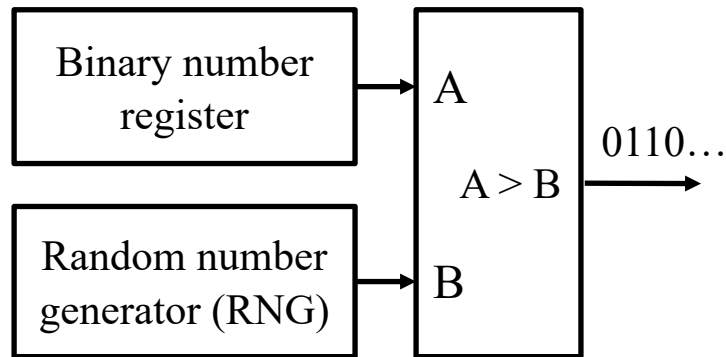 Binary number
register
A
0110…
A > B
Random number
generator (RNG)
B